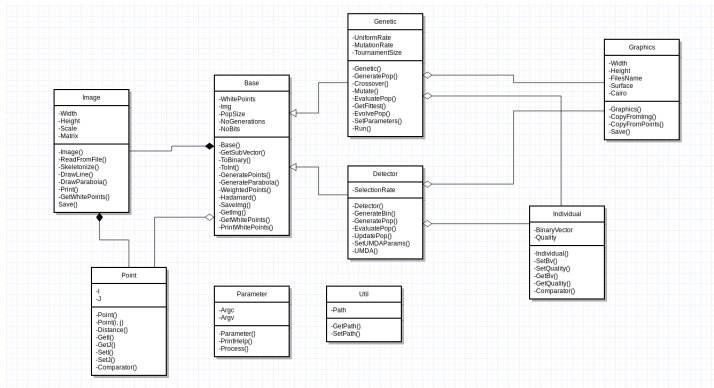 Genetic
-UniformRate
-MutationRate
-TournamentSize
-Genetic()
-GeneratePop()
-Crossover()
-Mutate()
-EvaluatePop()
-GetFittest()
-EvolvePop()
-SetParameters()
-Run()
Graphics
-Width
-Height
-FilesName
-Surface
-Cairo
-Graphics()
-CopyFromImg()
-CopyFromPoints()
-Save()
Image
-Width
-Height
-Scale
-Matrix
-Image()
-ReadFromFile()
-Skeletonize()
-DrawLine()
-DrawParabola()
-Print()
-GetWhitePoints()
Save()
Base
-WhitePoints
-Img
-PopSize
-NoGenerations
-NoBits
-Base()
-GetSubVector()
-ToBinary()
-ToInt()
-GeneratePoints()
-GenerateParabola()
-WeightedPoints()
-Hadamard()
-SaveImg()
-GetImg()
-GetWhitePoints()
-PrintWhitePoints()
Detector
-SelectionRate
-Detector()
-GenerateBin()
-GeneratePop()
-EvaluatePop()
-UpdatePop()
-SetUMDAParams()
-UMDA()
Individual
-BinaryVector
-Quality
-Individual()
-SetBv()
-SetQuality()
-GetBv()
-GetQuality()
-Comparator()
Point
-I
-J
-Point()
-Point(i, j)
-Distance()
-GetI()
-GetJ()
-SetI()
-SetJ()
-Comparator()
Parameter
-Argc
-Argv
-Parameter()
-PrintHelp()
-Process()
Util
-Path
-GetPath()
-SetPath()